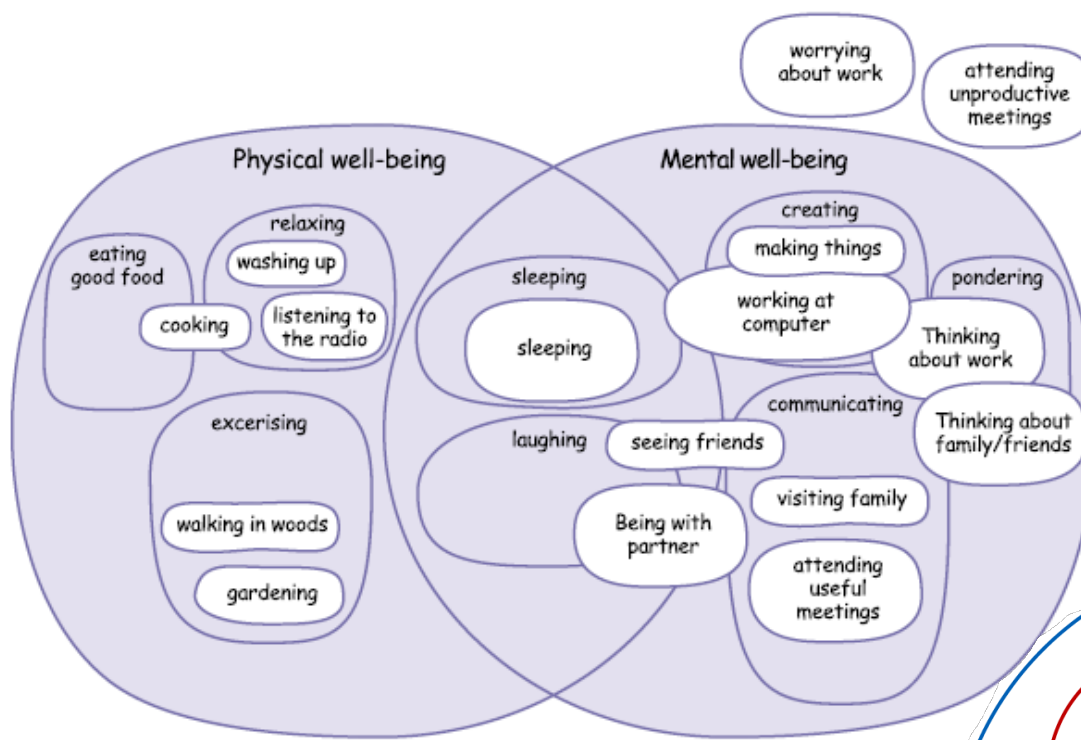 worrying
about work
attending
unproductive
meetings
Physical well-being
Mental well-being
relaxing
washing up
listening to
the radio
eating
good food
cooking
excerising
walking in woods
gardening
sleeping
sleeping
laughing
seeing friends
Being with
partner
creating
making things
working at
computer
pondering
Thinking
about work
communicating
Thinking about
family/friends
visiting family
attending
useful
meetings